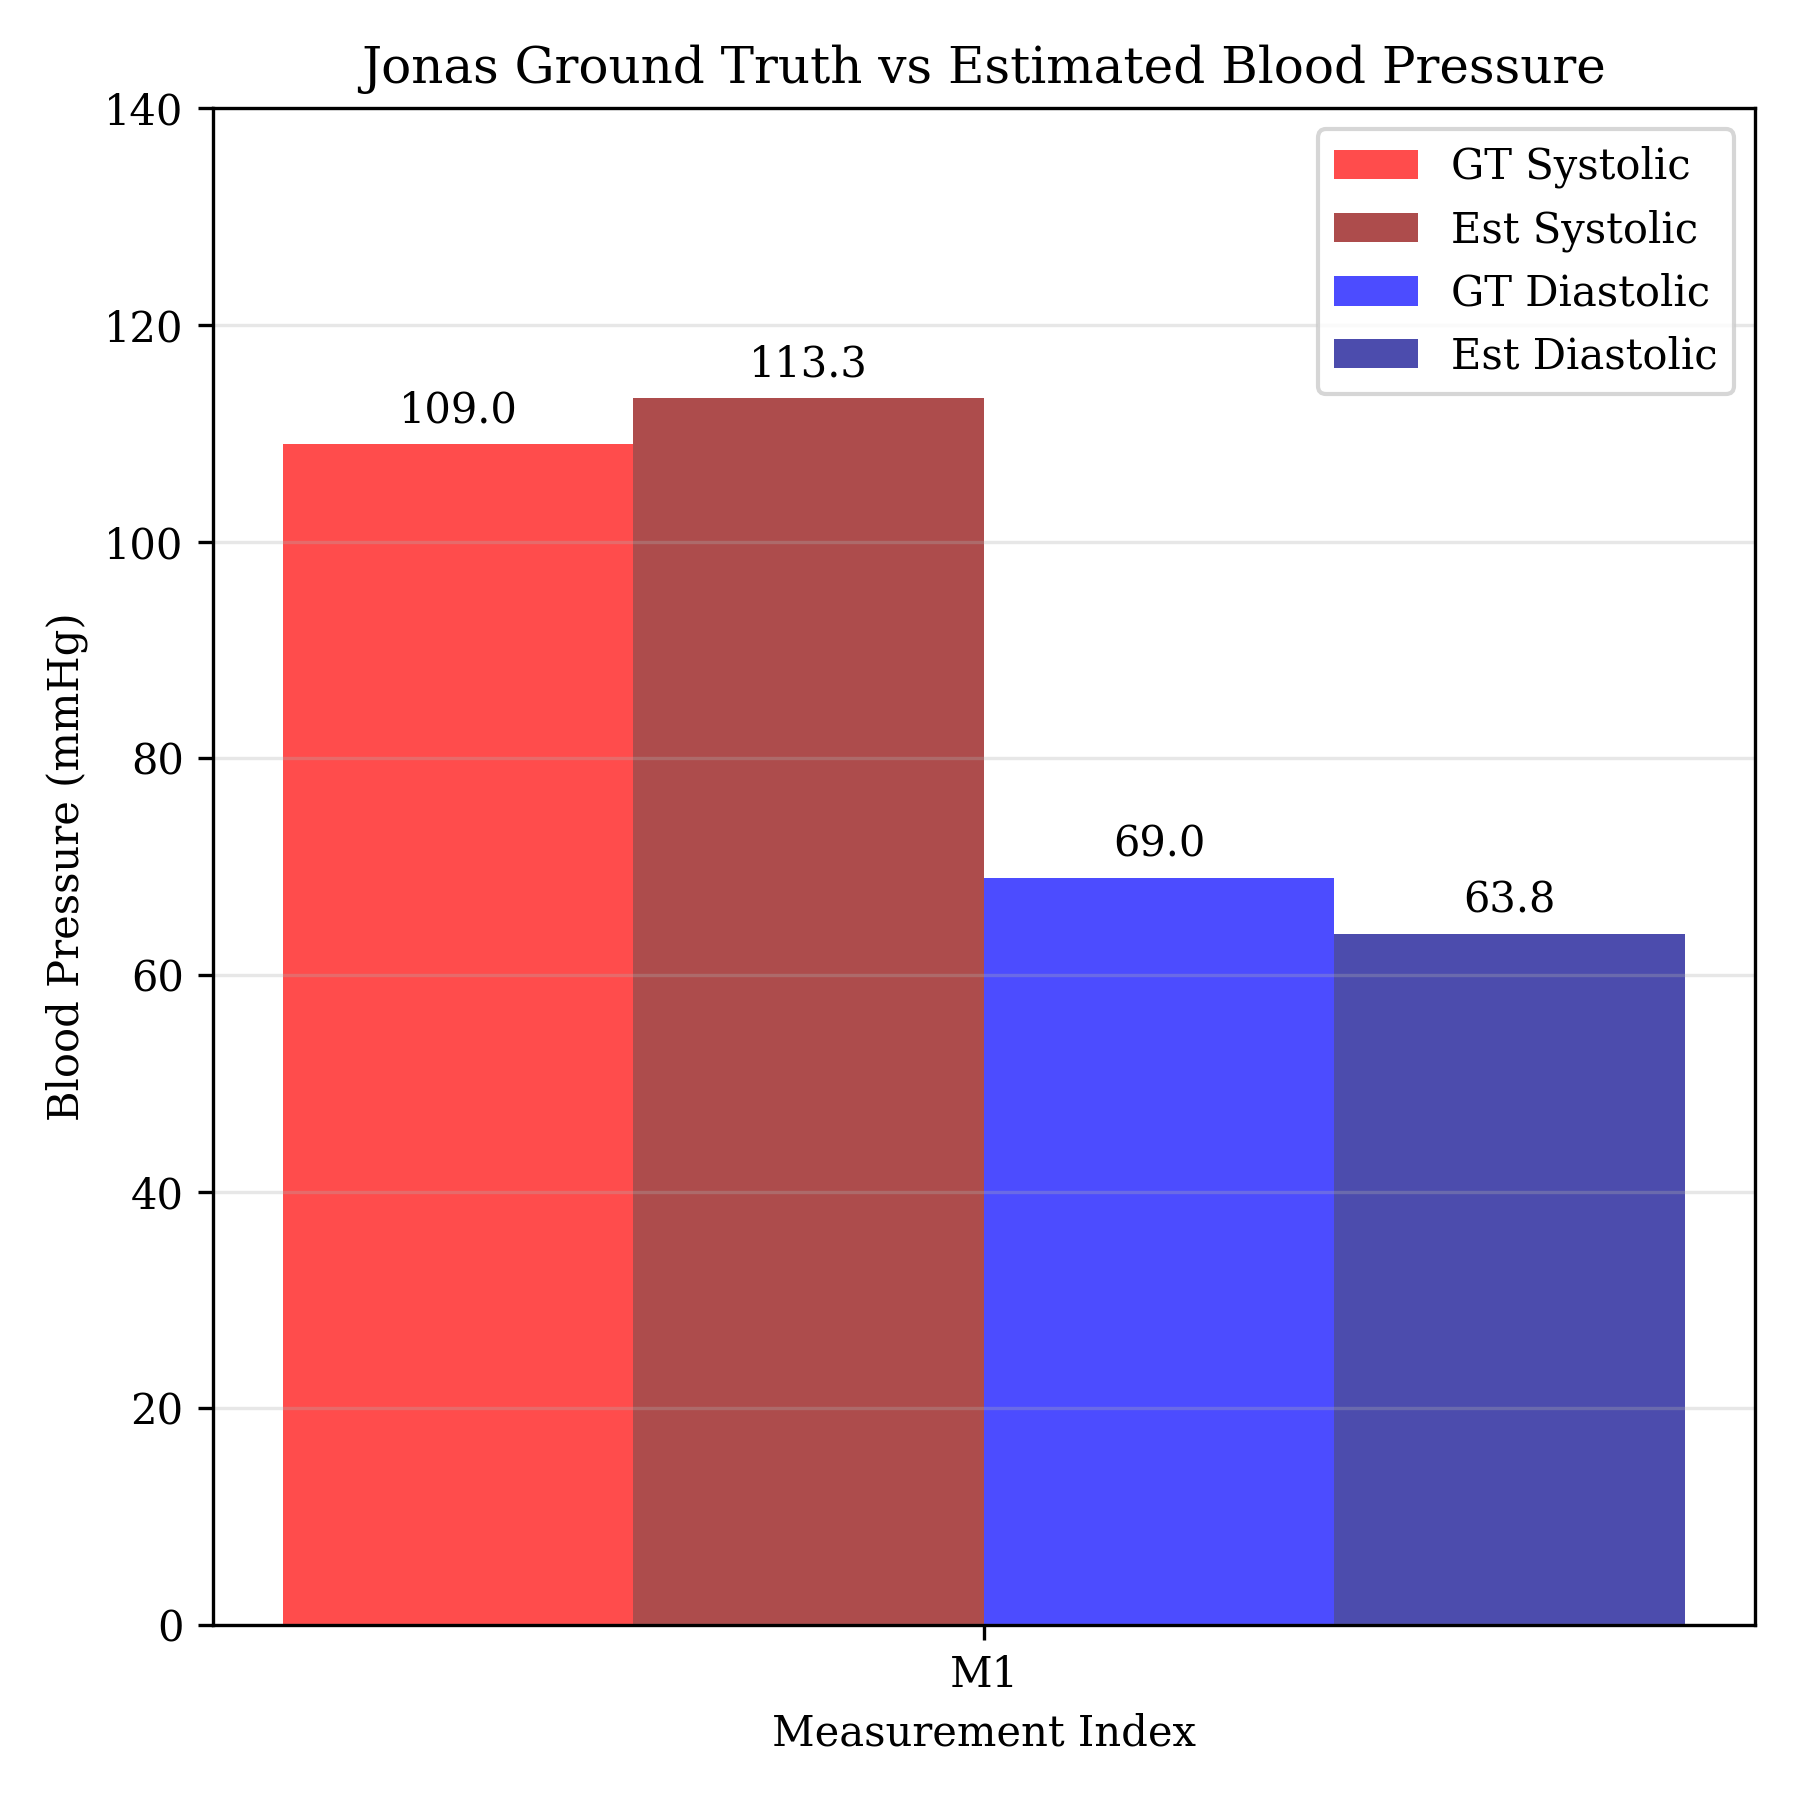 Jonas Ground Truth vs Estimated Blood Pressure
140
120
100
80
60
40
20
0
Blood Pressure (mmHg)
GT Systolic
Est Systolic
GT Diastolic
Est Diastolic
109.0
113.3
69.0
63.8
M1
Measurement Index